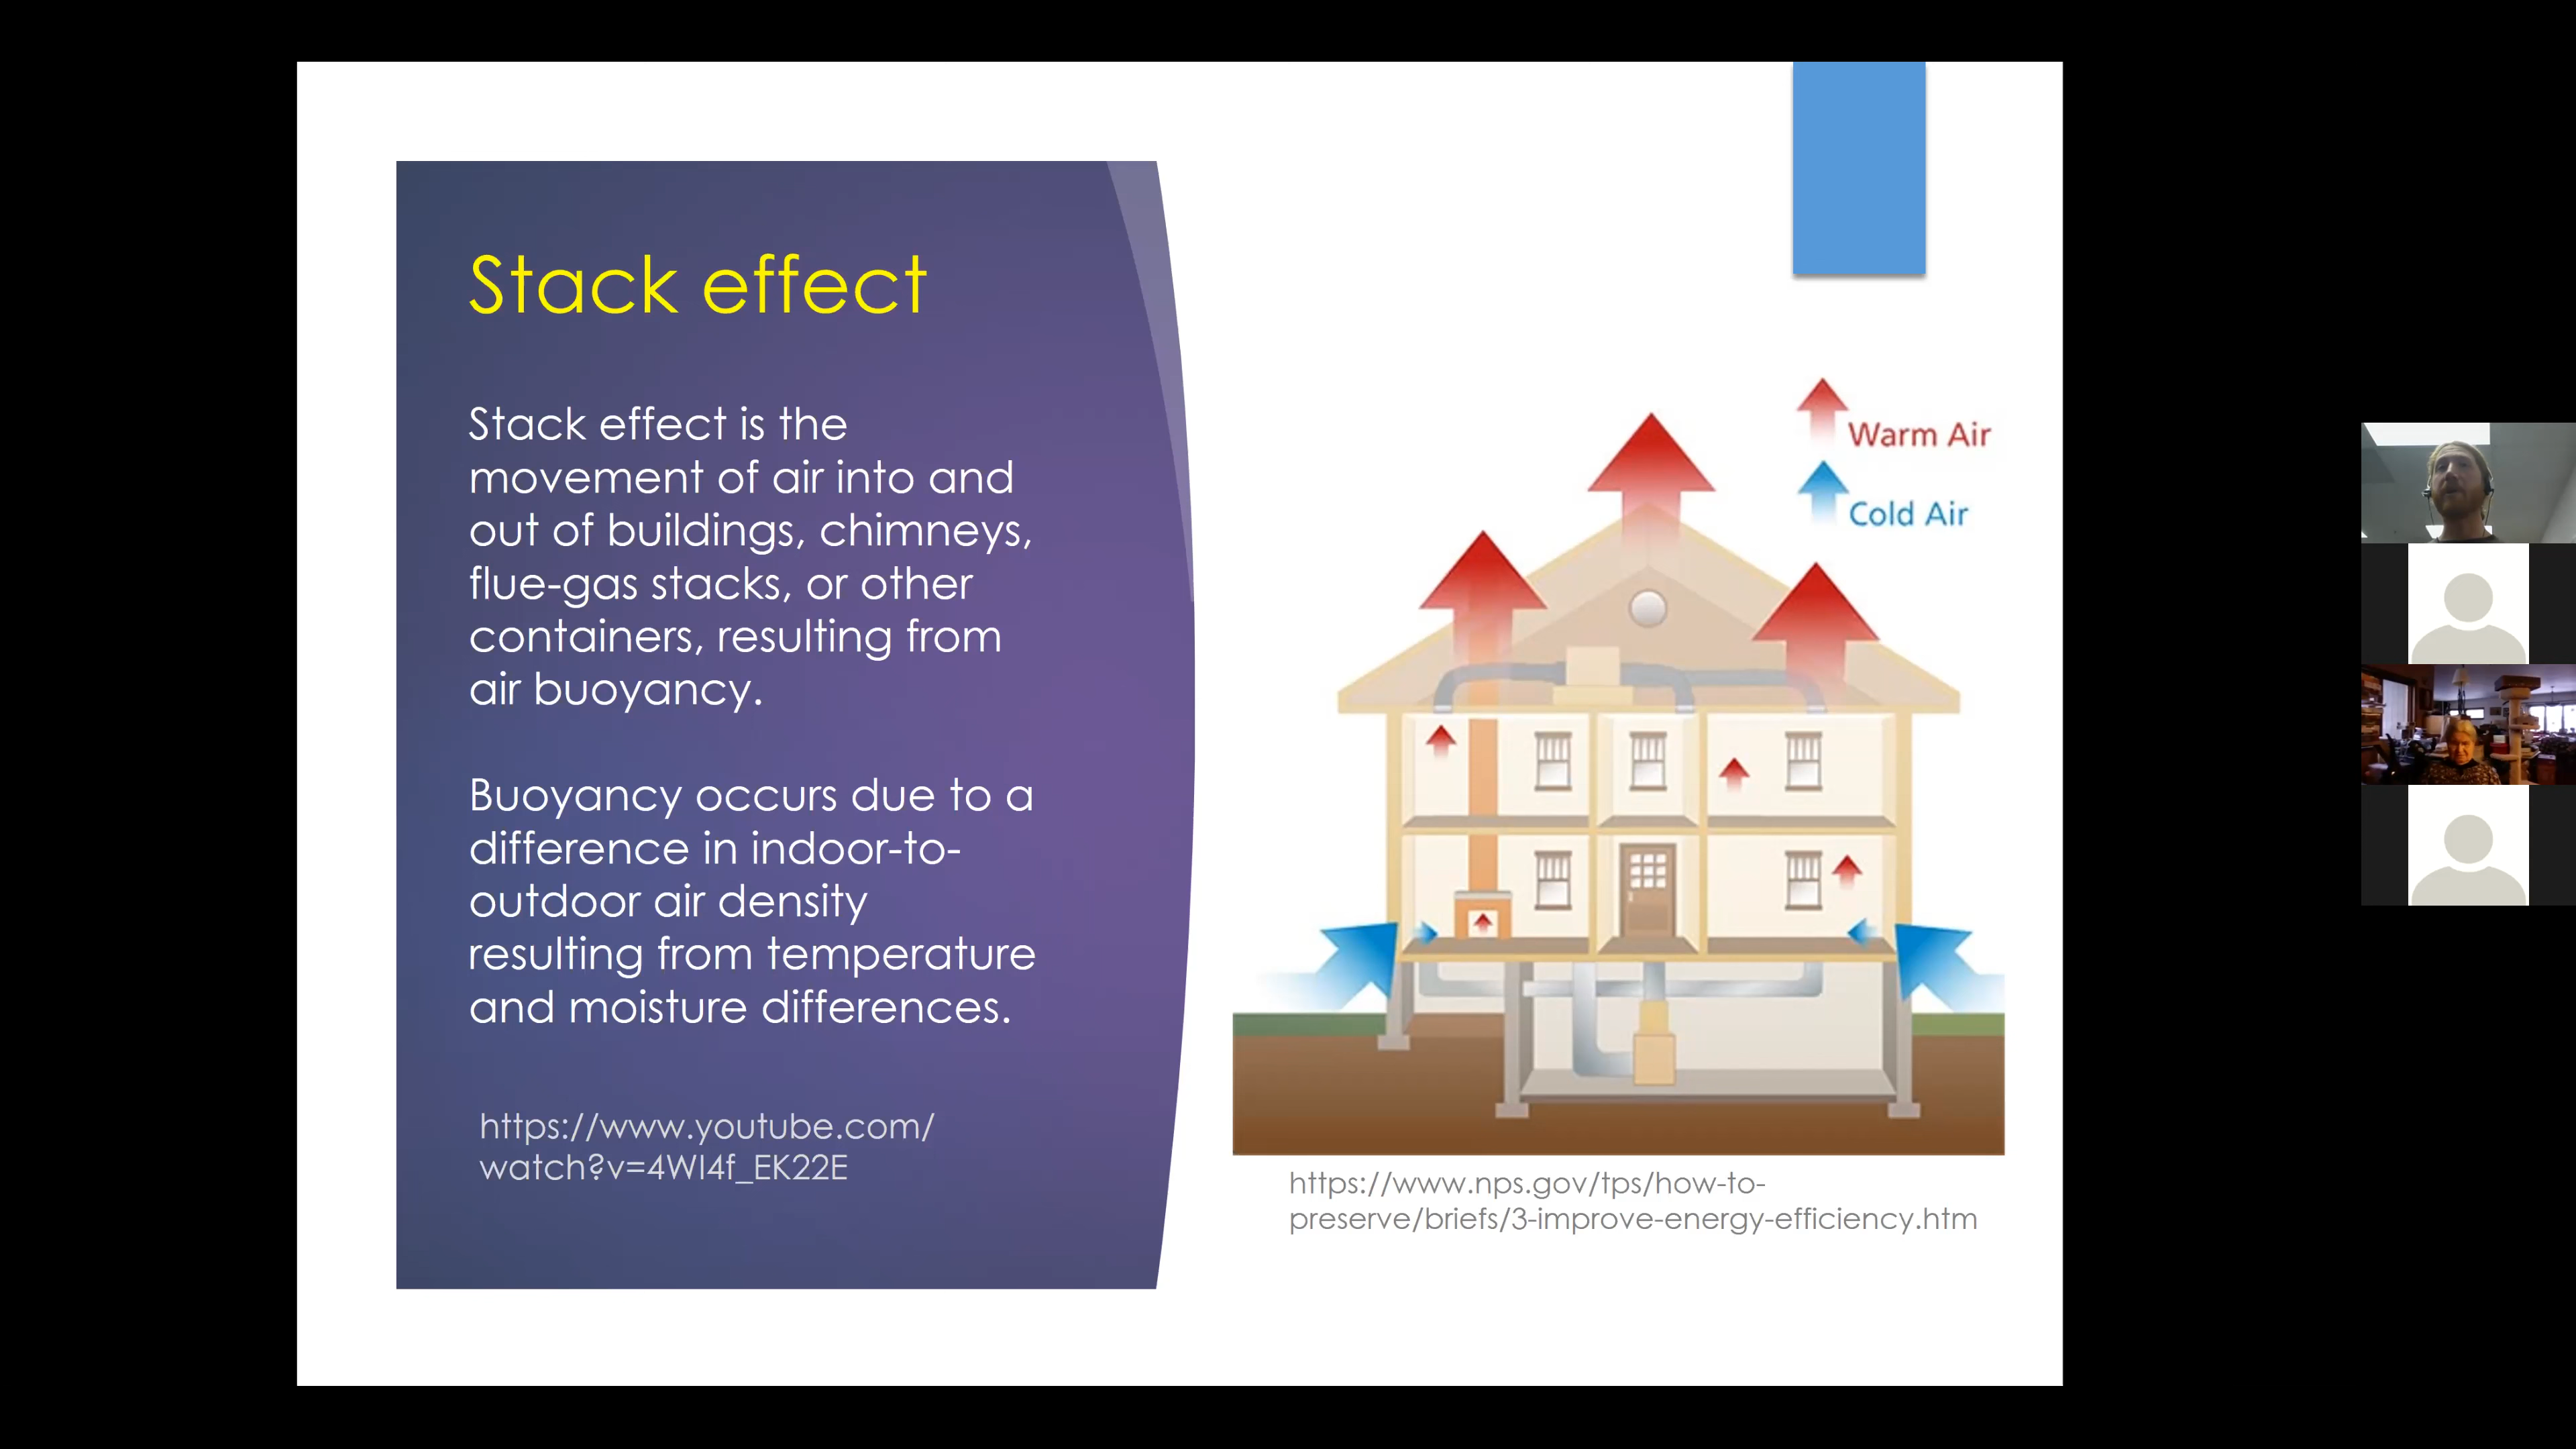 Stack effect
Stack effect is the
movement of air into and
out of buildings, chimneys,
flue-gas stacks, or other
containers, resulting from
air buoyancy.
Buoyancy occurs due to a
difference in indoor-to-
outdoor air density
resulting from temperature
and moisture differences.
https://www.youtube.com/
watch?v=4WI4f_EK22E
Warm Air
Cold Air
https://www.nps.gov/tps/how-to-
preserve/briefs/3-improve-energy-efficiency.htm